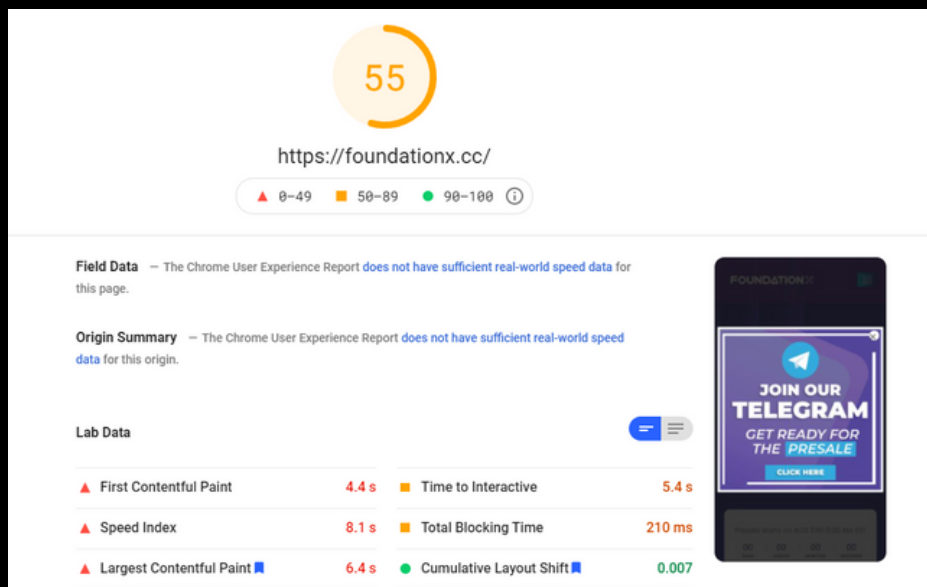 55
https://foundationx.cc/
0–49 50–89 90–100
Field Data — The Chrome User Experience Report does not have sufficient real-world speed data for
this page.
Origin Summary — The Chrome User Experience Report does not have sufficient real-world speed
data for this origin.
Lab Data
First Contentful Paint 4.4 s
Time to Interactive 5.4 s
Speed Index 8.1 s
Total Blocking Time 210 ms
Largest Contentful Paint 6.4 s
Cumulative Layout Shift 0.007
FOUNDATIONX
JOIN OUR
TELEGRAM
GET READY FOR
THE PRESALE
CLICK HERE
00 00 00 00